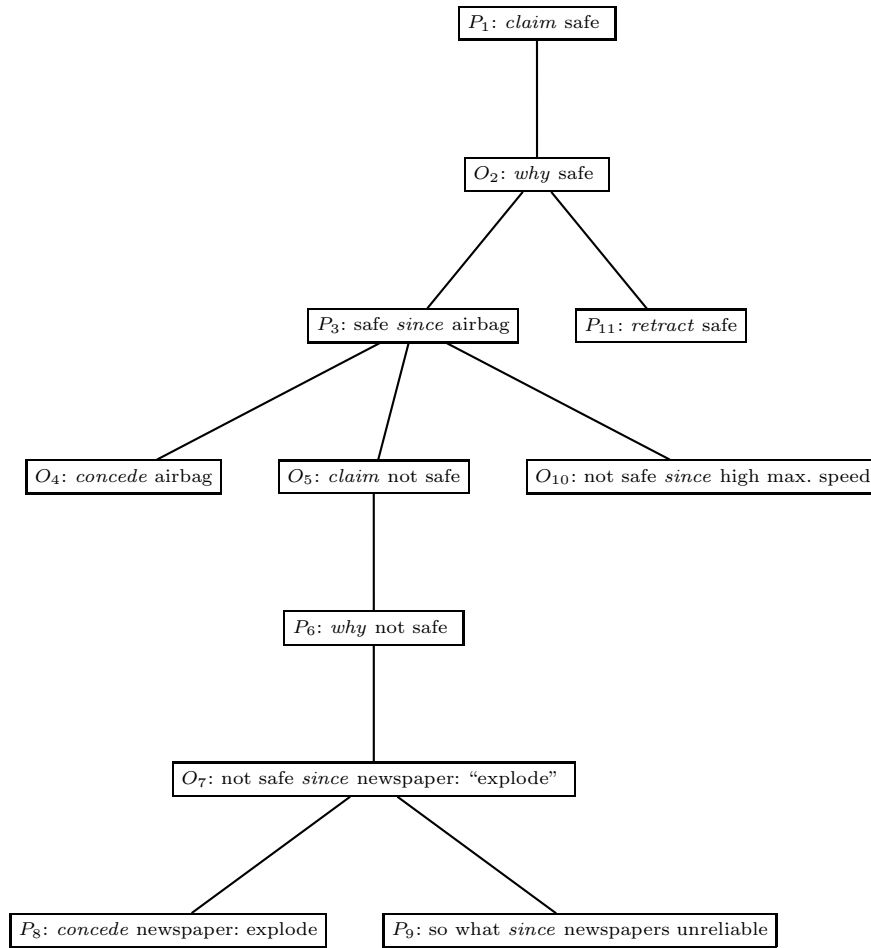 P₁: claim safe
O₂: why safe
P₃: safe since airbag
P₁₁: retract safe
O₄: concede airbag
O₅: claim not safe
O₁₀: not safe since high max. speed
P₆: why not safe
O₇: not safe since newspaper: “explode”
P₈: concede newspaper: explode
P₉: so what since newspapers unreliable